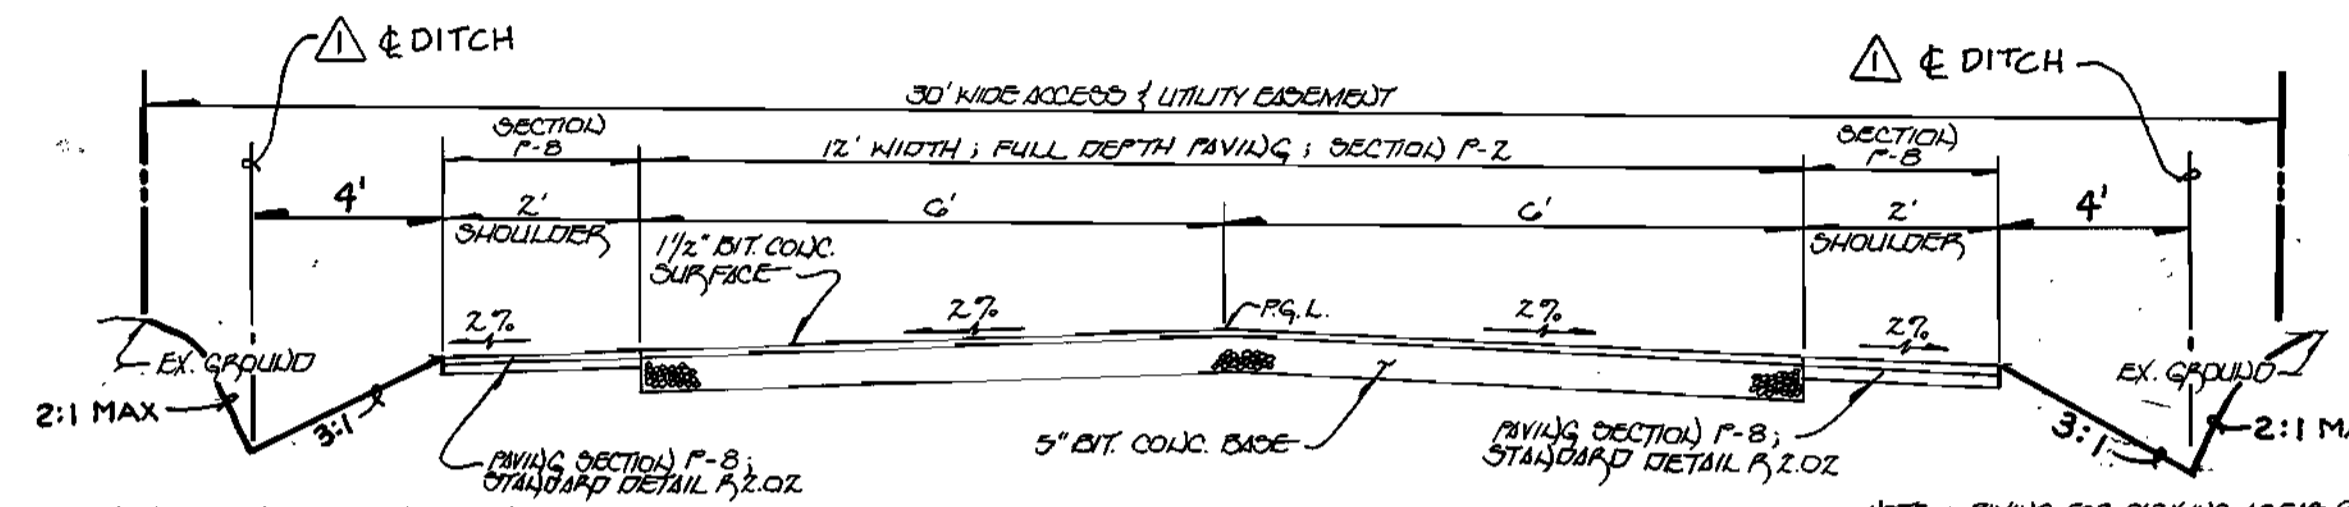 1 ℄ DITCH
1 ℄ DITCH
30' WIDE ACCESS & UTILITY EASEMENT
SECTION
P-8
12' WIDTH ; FULL DEPTH PAVING ; SECTION P-2
SECTION
P-8
4'
2'
SHOULDER
6'
6'
2'
SHOULDER
4'
1 1/2" BIT. CONC.
SURFACE
2%
2%
P.G.L.
2%
2%
EX. GROUND
EX. GROUND
2:1 MAX
3:1
3:1
2:1
PAVING SECTION P-8;
STANDARD DETAIL R 2.02
5" BIT. CONC. BASE
PAVING SECTION P-8;
STANDARD DETAIL R 2.02